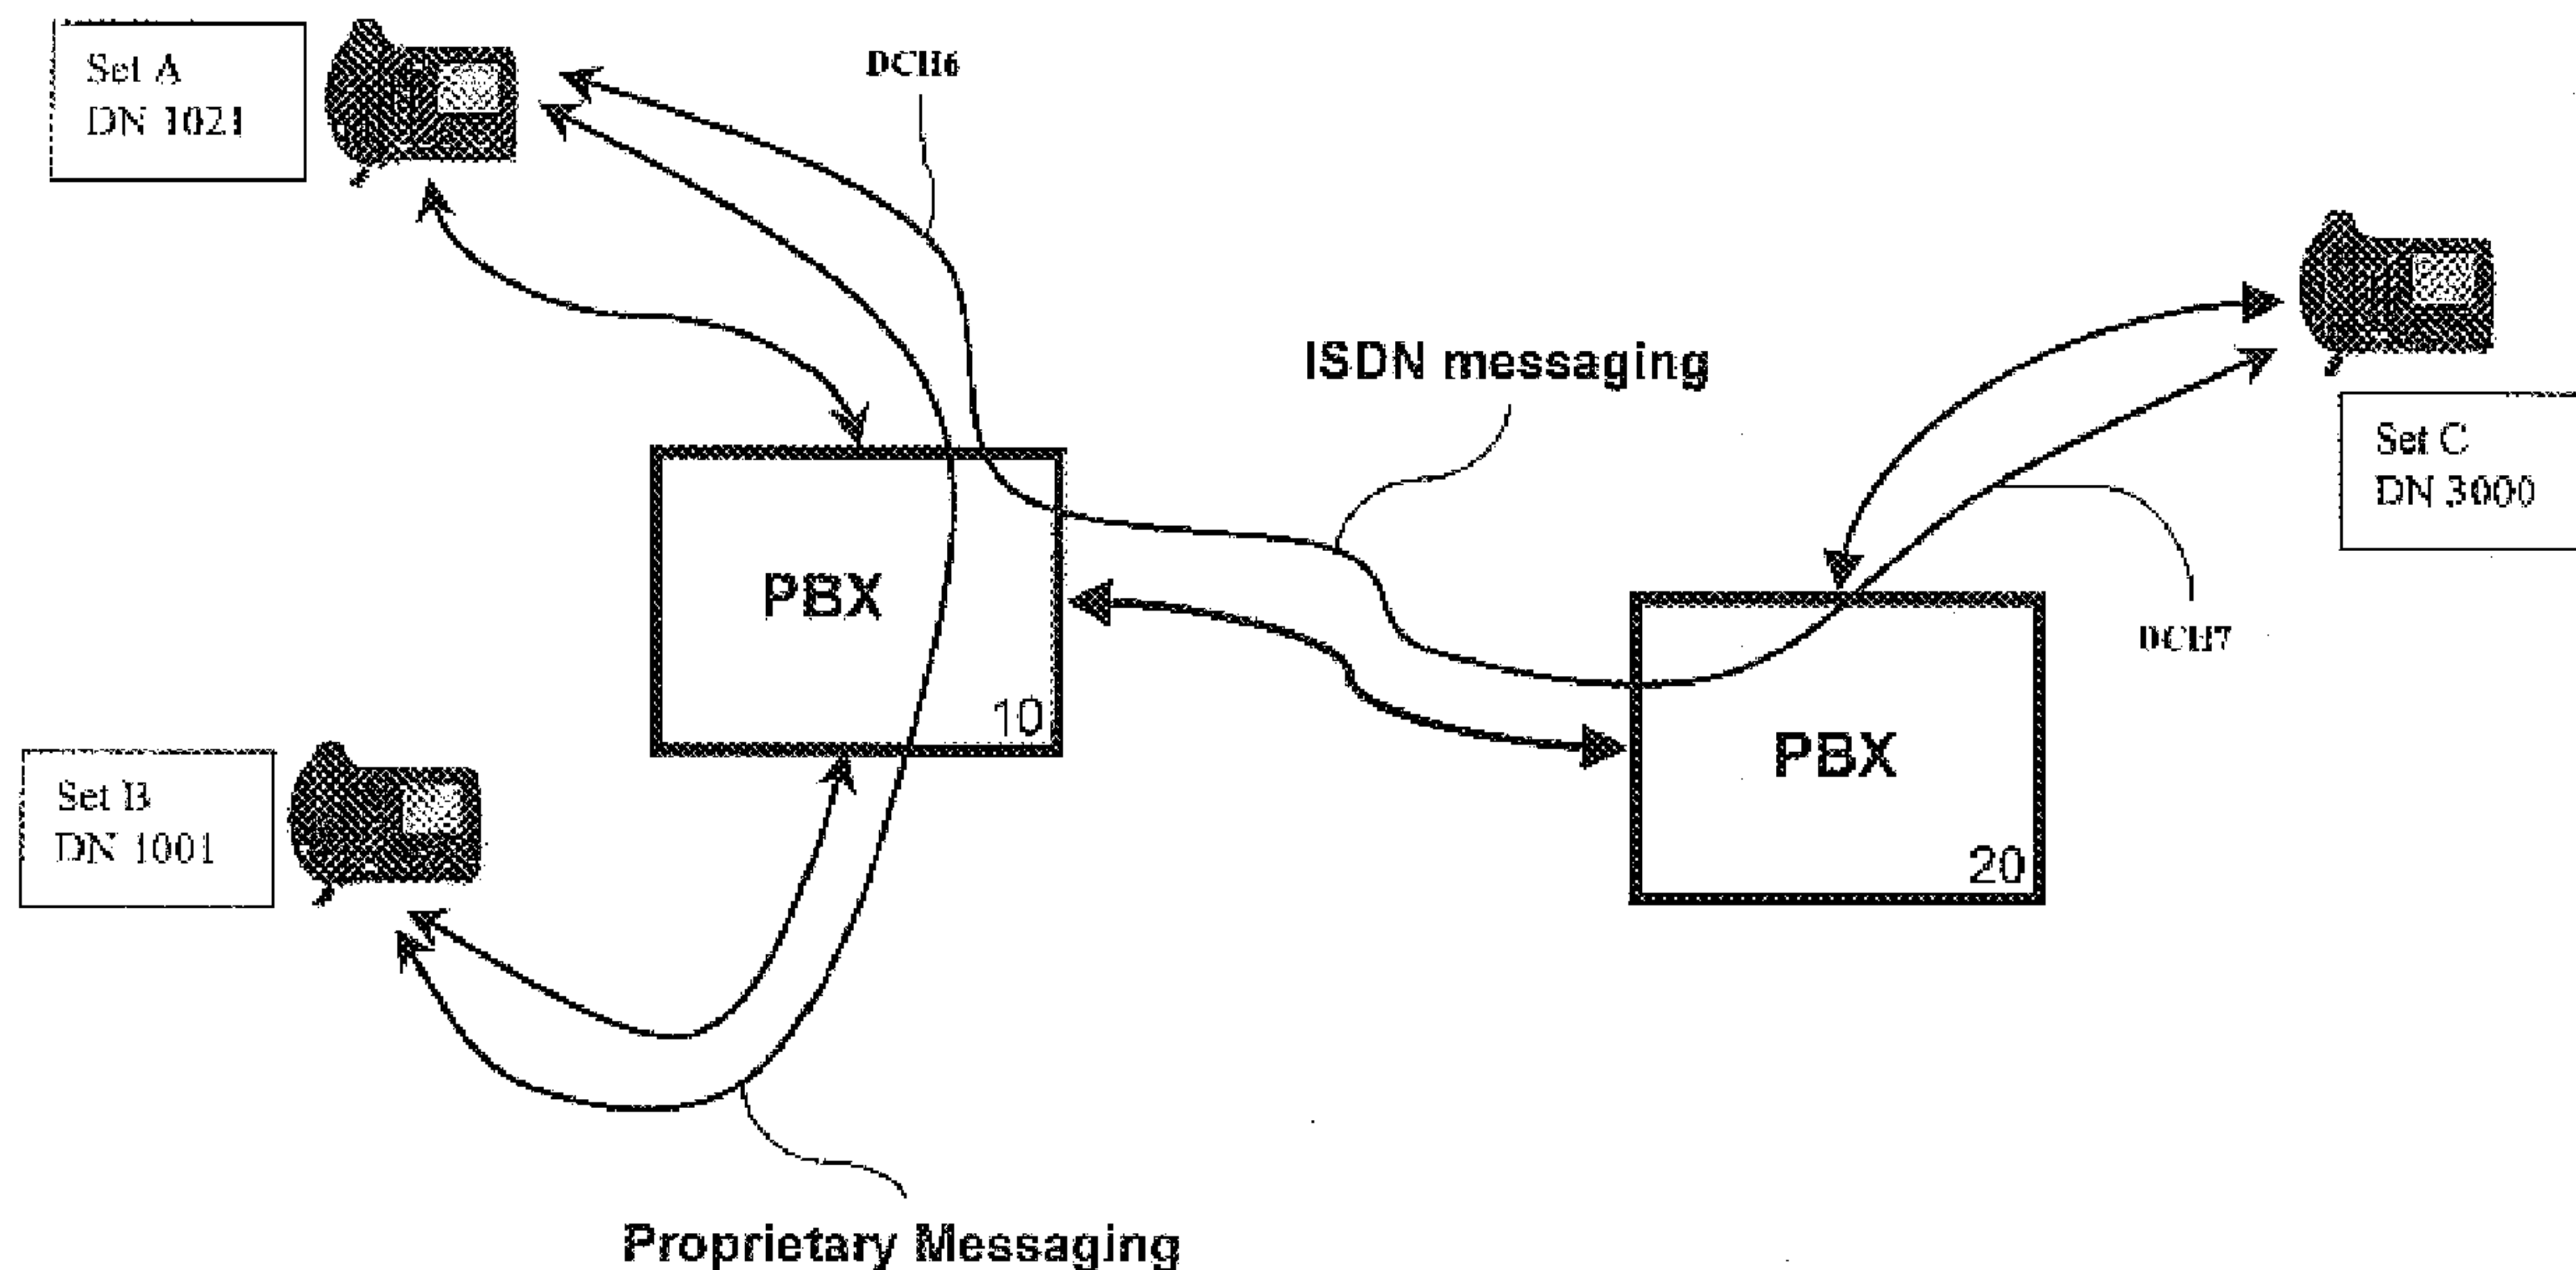 Set A
DN 1021
DCH6
ISDN messaging
Set C
DN 3000
PBX
10
DCH7
PBX
20
Set B
DN 1001
Proprietary Messaging